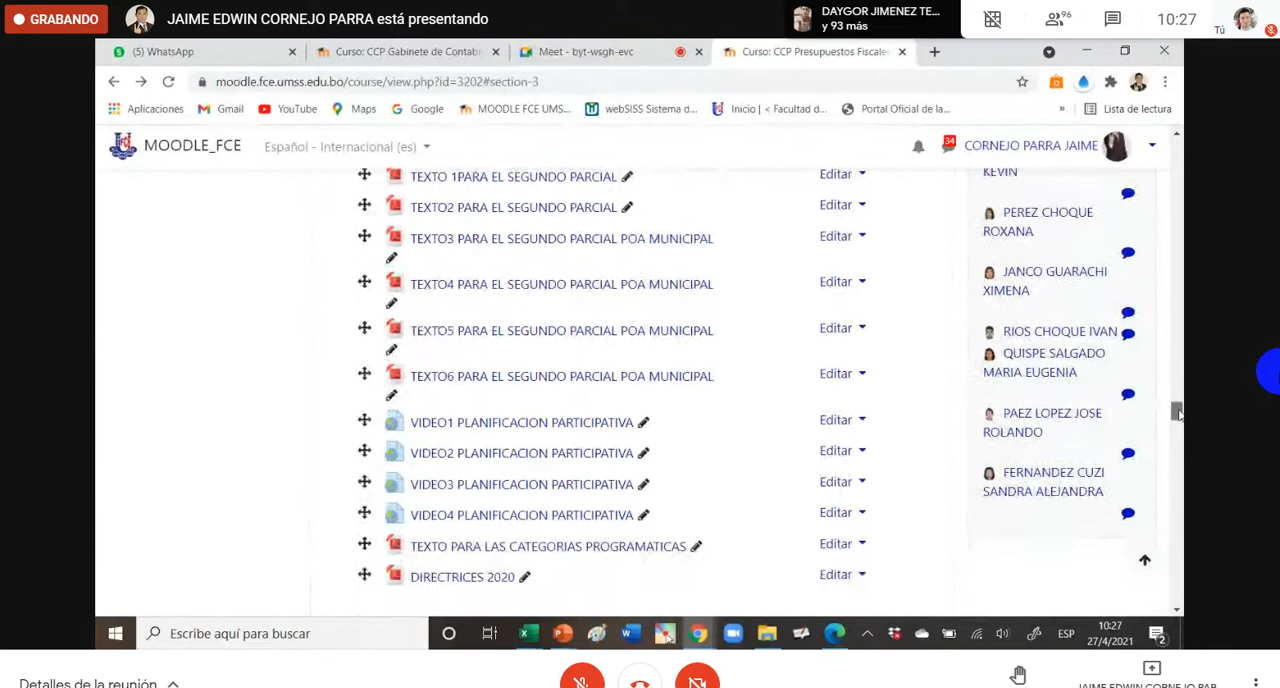 GRABANDO
JAIME EDWIN CORNEJO PARRA está presentando
DAYGOR JIMENEZ TE...
y 93 más
96
10:27
Tú
(5) WhatsApp
Curso: CCP Gabinete de Contab
Meet - byt-wsgh-evc
Curso: CCP Presupuestos Fiscale
moodle.fce.umss.edu.bo/course/view.php?id=3202#section-3
Aplicaciones
Gmail
YouTube
Maps
Google
MOODLE FCE UMS...
webSISS Sistema d...
Inicio | < Facultad d...
Portal Oficial de la...
»
Lista de lectura
MOODLE_FCE
Español - Internacional (es)
34
CORNEJO PARRA JAIME
TEXTO 1PARA EL SEGUNDO PARCIAL
Editar
TEXTO2 PARA EL SEGUNDO PARCIAL
Editar
TEXTO3 PARA EL SEGUNDO PARCIAL POA MUNICIPAL
Editar
TEXTO4 PARA EL SEGUNDO PARCIAL POA MUNICIPAL
Editar
TEXTO5 PARA EL SEGUNDO PARCIAL POA MUNICIPAL
Editar
TEXTO6 PARA EL SEGUNDO PARCIAL POA MUNICIPAL
Editar
VIDEO1 PLANIFICACION PARTICIPATIVA
Editar
VIDEO2 PLANIFICACION PARTICIPATIVA
Editar
VIDEO3 PLANIFICACION PARTICIPATIVA
Editar
VIDEO4 PLANIFICACION PARTICIPATIVA
Editar
TEXTO PARA LAS CATEGORIAS PROGRAMATICAS
Editar
DIRECTRICES 2020
Editar
KEVIN
PEREZ CHOQUE
ROXANA
JANCO GUARACHI
XIMENA
RIOS CHOQUE IVAN
QUISPE SALGADO
MARIA EUGENIA
PAEZ LOPEZ JOSE
ROLANDO
FERNANDEZ CUZI
SANDRA ALEJANDRA
Escribe aquí para buscar
ESP
10:27
27/4/2021
2
Detalles de la reunión
JAIME EDWIN CORNEJO PAR